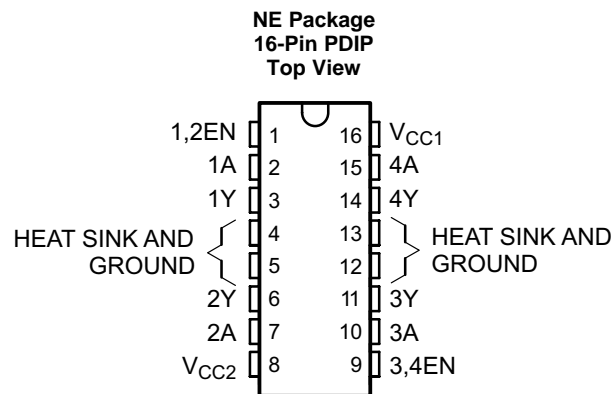 NE Package
16-Pin PDIP
Top View
1,2EN 1 16 VCC1
1A 2 15 4A
1Y 3 14 4Y
HEAT SINK AND
GROUND
4 13
5 12
HEAT SINK AND
GROUND
2Y 6 11 3Y
2A 7 10 3A
VCC2 8 9 3,4EN